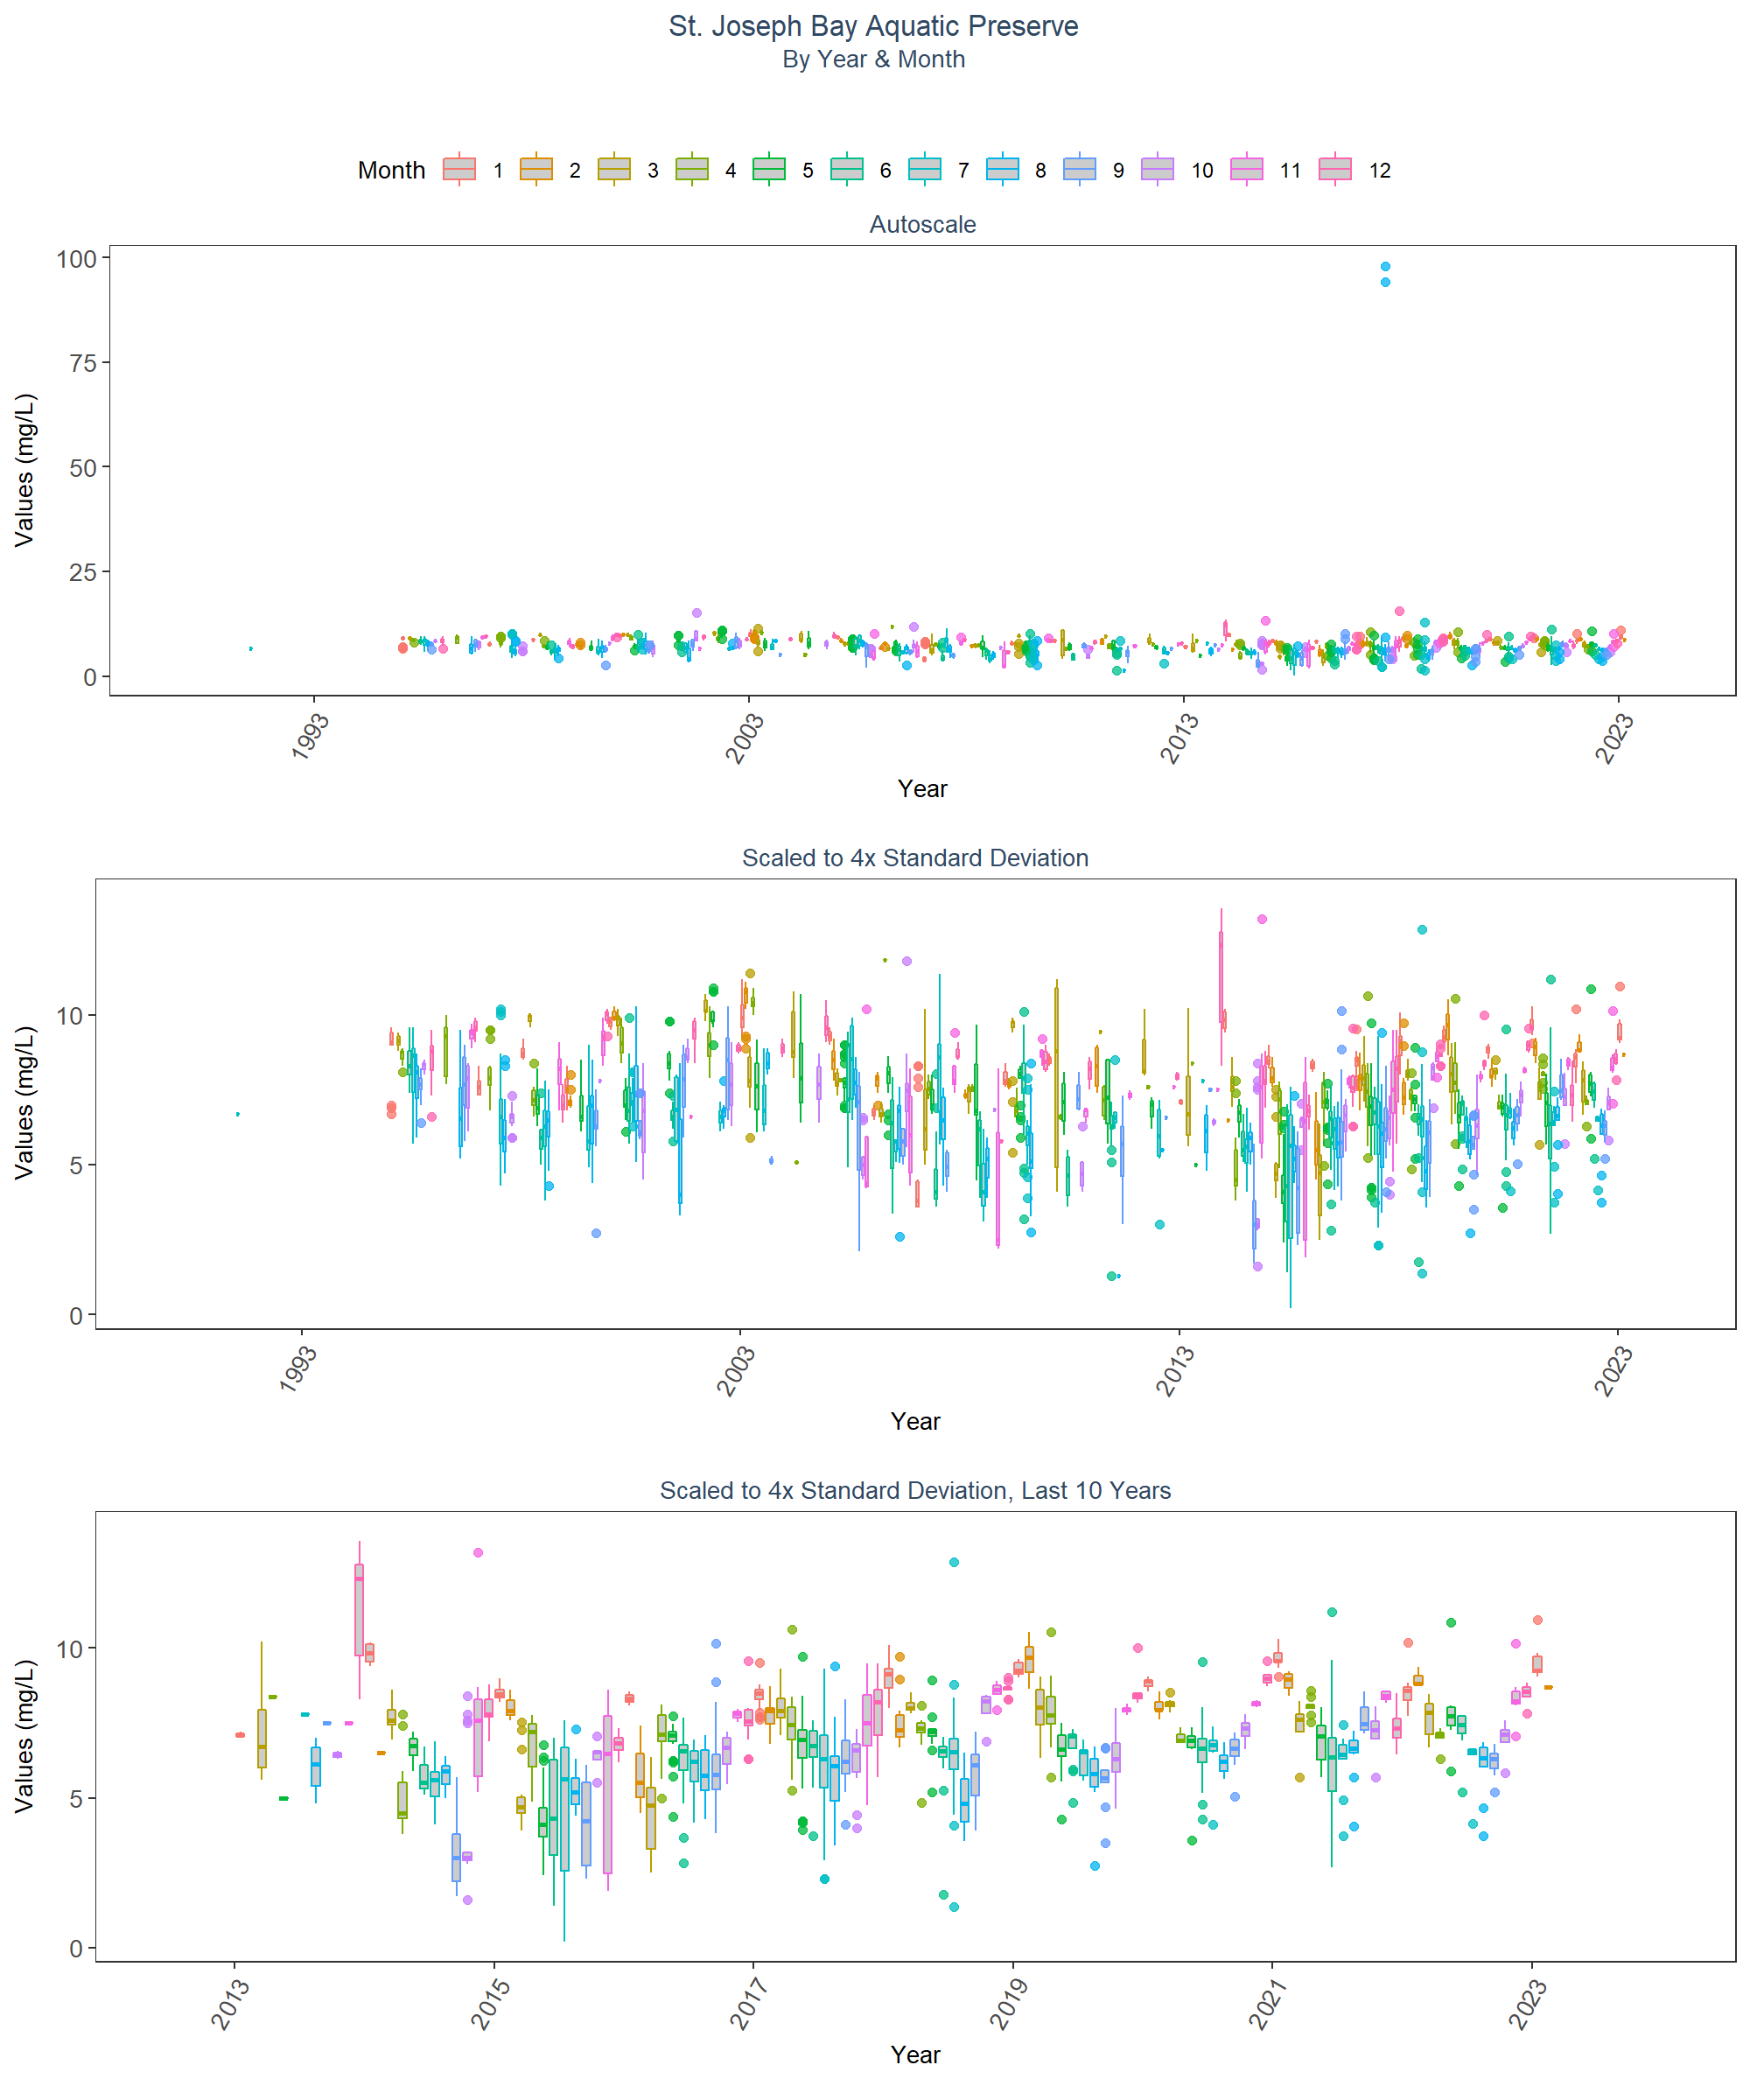 St. Joseph Bay Aquatic Preserve
By Year & Month
Month 1 2 3 4 5 6 7 8 9 10 11 12
Autoscale
Values (mg/L)
100
75
50
25
0
1993 2003 2013 2023
Year
Scaled to 4x Standard Deviation
Values (mg/L)
10
5
0
1993 2003 2013 2023
Year
Scaled to 4x Standard Deviation, Last 10 Years
Values (mg/L)
10
5
0
2013 2015 2017 2019 2021 2023
Year